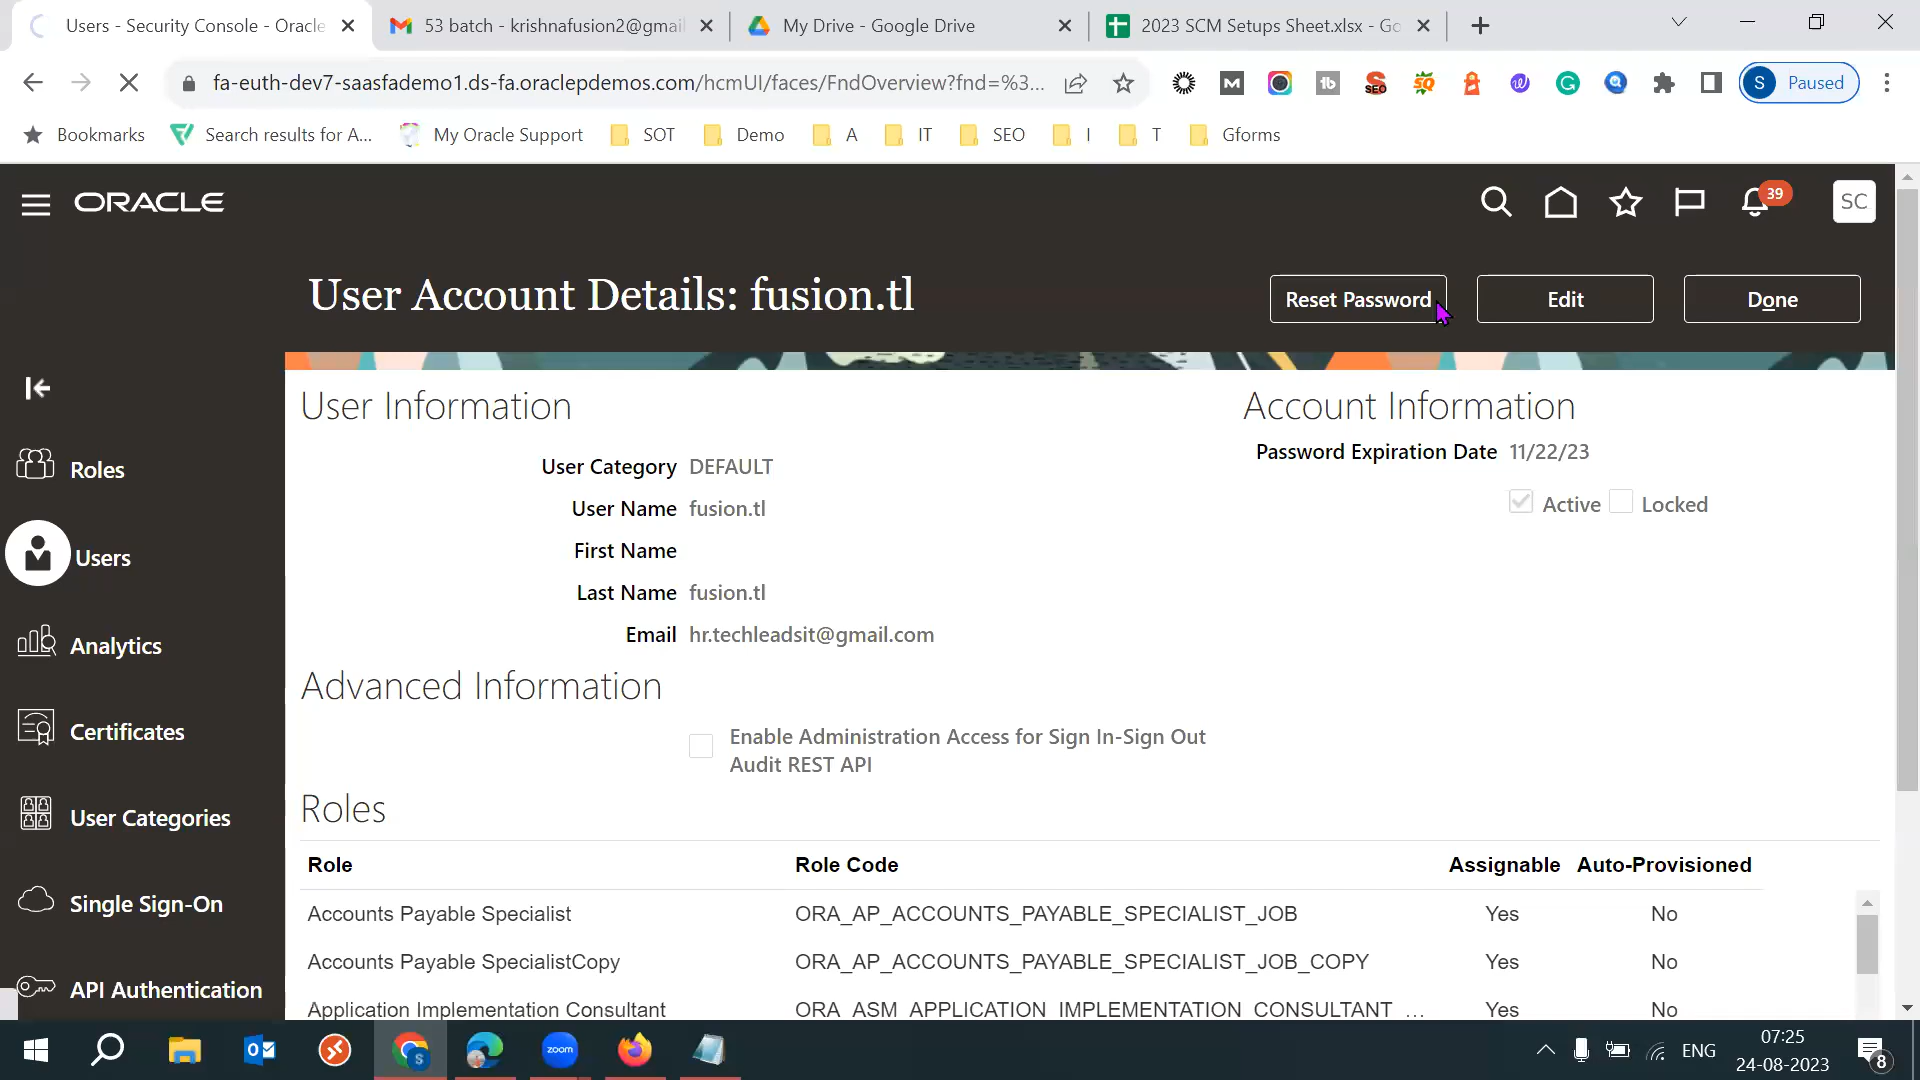 Users - Security Console - Oracle
53 batch - krishnafusion2@gmail
My Drive - Google Drive
2023 SCM Setups Sheet.xlsx - Go
fa-euth-dev7-saasfademo1.ds-fa.oraclepdemos.com/hcmUI/faces/FndOverview?fnd=%3...
S Paused
Bookmarks
Search results for A...
My Oracle Support
SOT
Demo
A
IT
SEO
I
T
Gforms
ORACLE
39
SC
User Account Details: fusion.tl
Reset Password
Edit
Done
Roles
Users
Analytics
Certificates
User Categories
Single Sign-On
API Authentication
User Information
User Category DEFAULT
User Name fusion.tl
First Name
Last Name fusion.tl
Email hr.techleadsit@gmail.com
Account Information
Password Expiration Date 11/22/23
Active Locked
Advanced Information
Enable Administration Access for Sign In-Sign Out
Audit REST API
Roles
Role Role Code Assignable Auto-Provisioned
Accounts Payable Specialist ORA_AP_ACCOUNTS_PAYABLE_SPECIALIST_JOB Yes No
Accounts Payable SpecialistCopy ORA_AP_ACCOUNTS_PAYABLE_SPECIALIST_JOB_COPY Yes No
Application Implementation Consultant ORA_ASM_APPLICATION_IMPLEMENTATION_CONSULTANT_... Yes No
zoom
ENG
07:25
24-08-2023
8